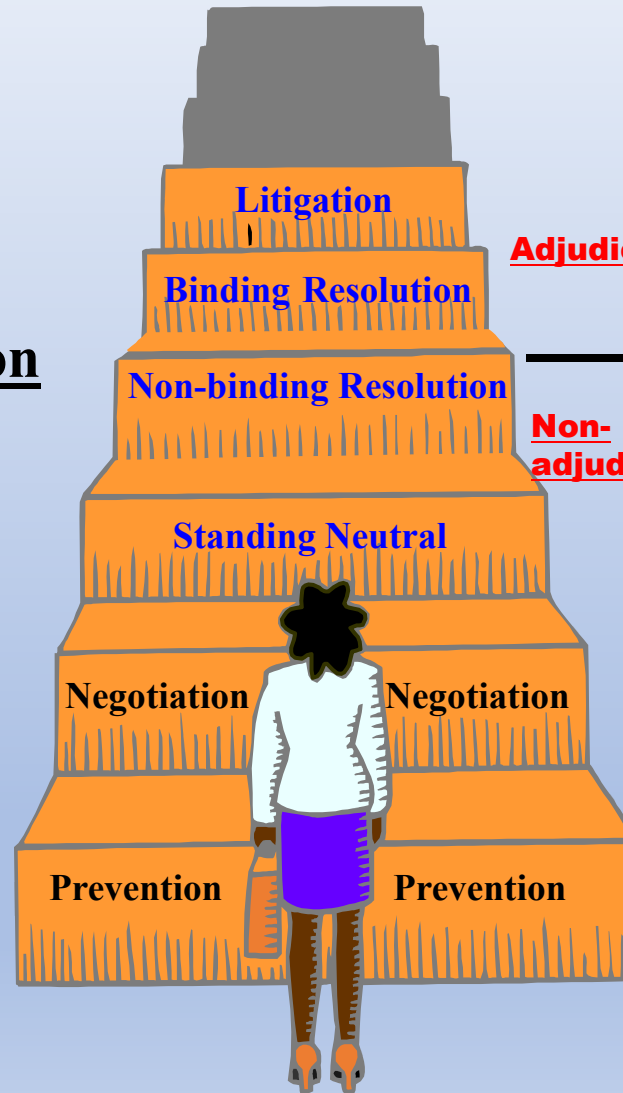 Litigation
Adjudic
Binding Resolution
on
Non-binding Resolution
Non-
adjud
Standing Neutral
Negotiation Negotiation
Prevention Prevention